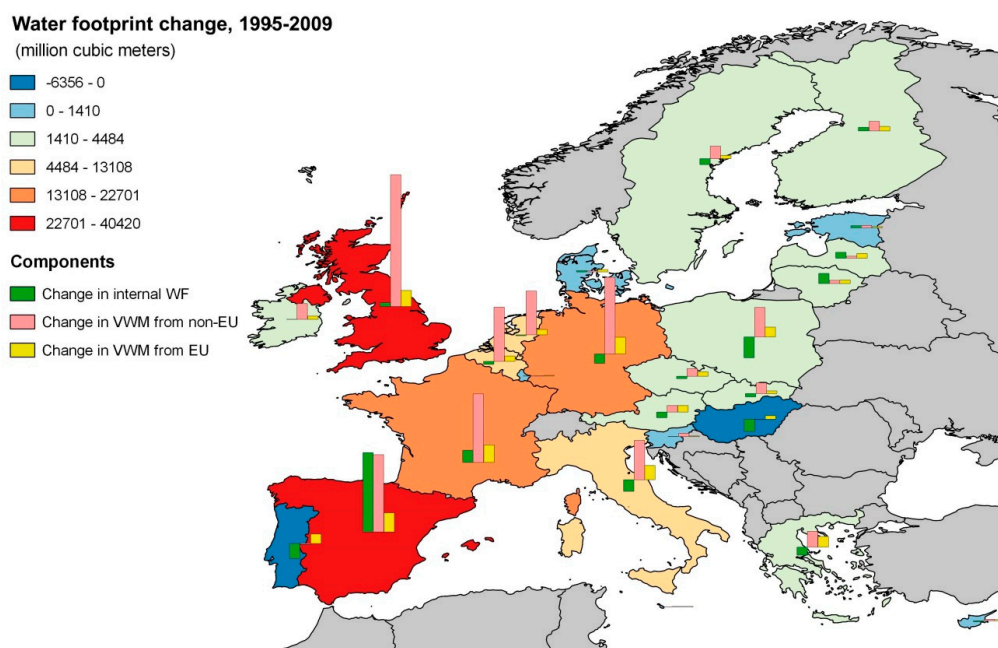 Water footprint change, 1995-2009
(million cubic meters)
-6356 - 0
0 - 1410
1410 - 4484
4484 - 13108
13108 - 22701
22701 - 40420
Components
Change in internal WF
Change in VWM from non-EU
Change in VWM from EU